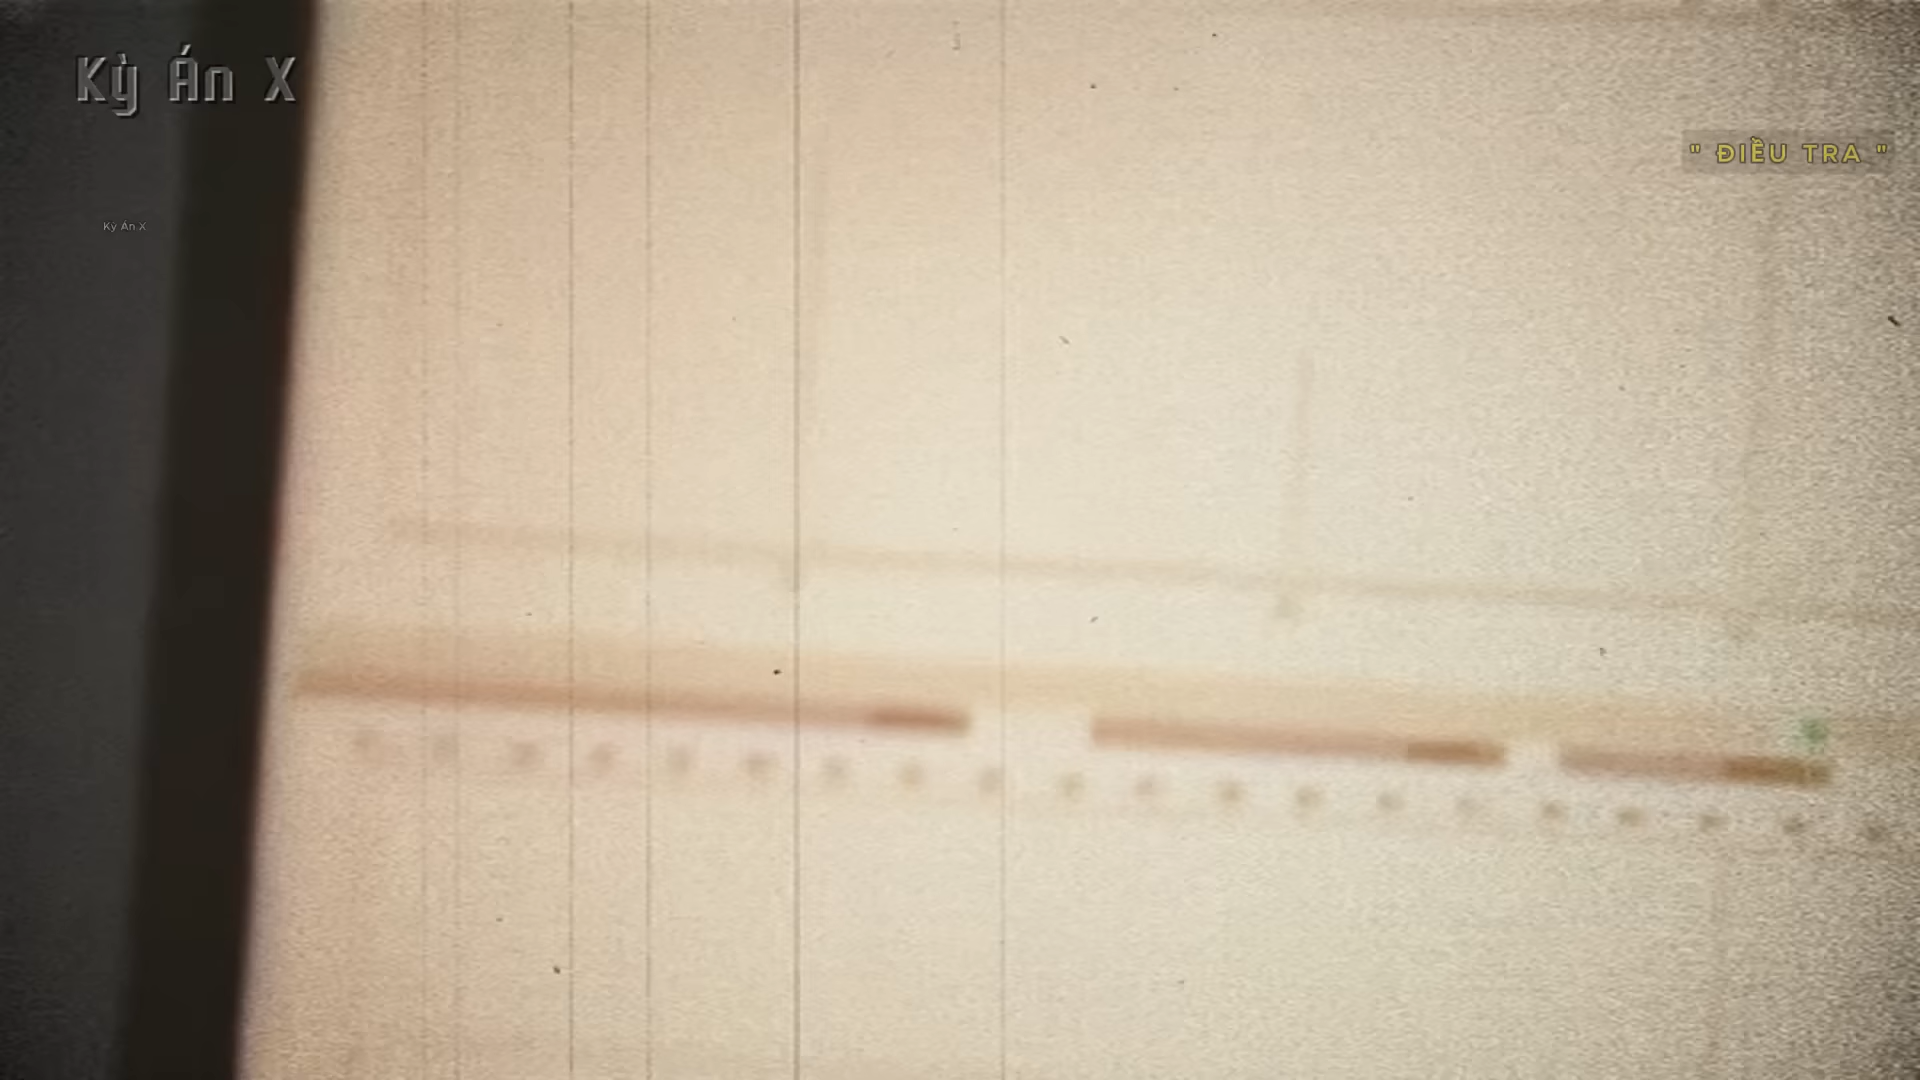 Kỳ Án X
" ĐIỀU TRA "
Kỳ Án X